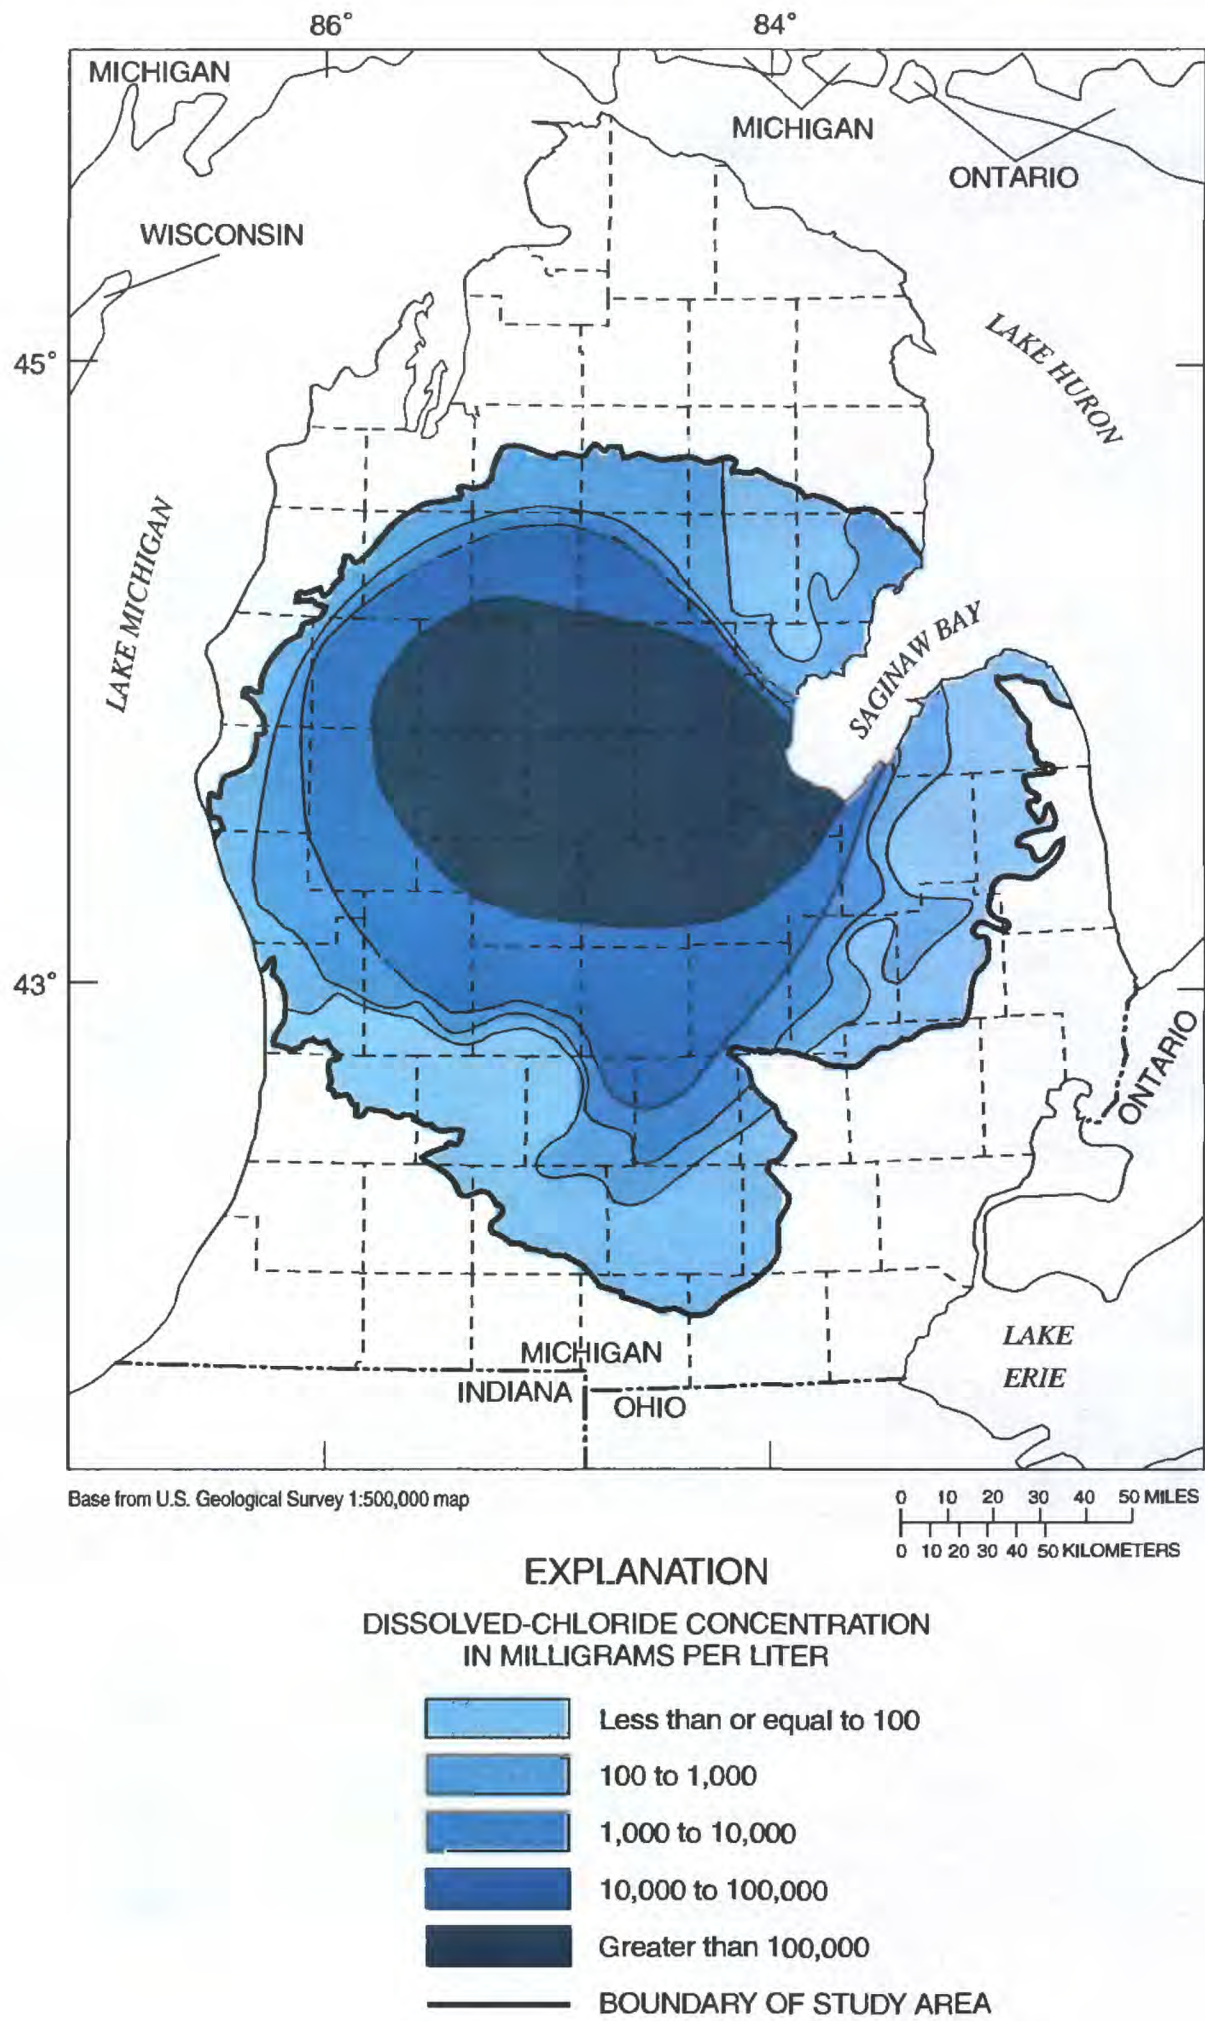 86° 84°
MICHIGAN
MICHIGAN
ONTARIO
WISCONSIN
45°
LAKE HURON
LAKE MICHIGAN
SAGINAW BAY
43°
ONTARIO
LAKE
ERIE
MICHIGAN
INDIANA
OHIO
Base from U.S. Geological Survey 1:500,000 map
0 10 20 30 40 50 MILES
0 10 20 30 40 50 KILOMETERS
EXPLANATION
DISSOLVED-CHLORIDE CONCENTRATION
IN MILLIGRAMS PER LITER
Less than or equal to 100
100 to 1,000
1,000 to 10,000
10,000 to 100,000
Greater than 100,000
BOUNDARY OF STUDY AREA